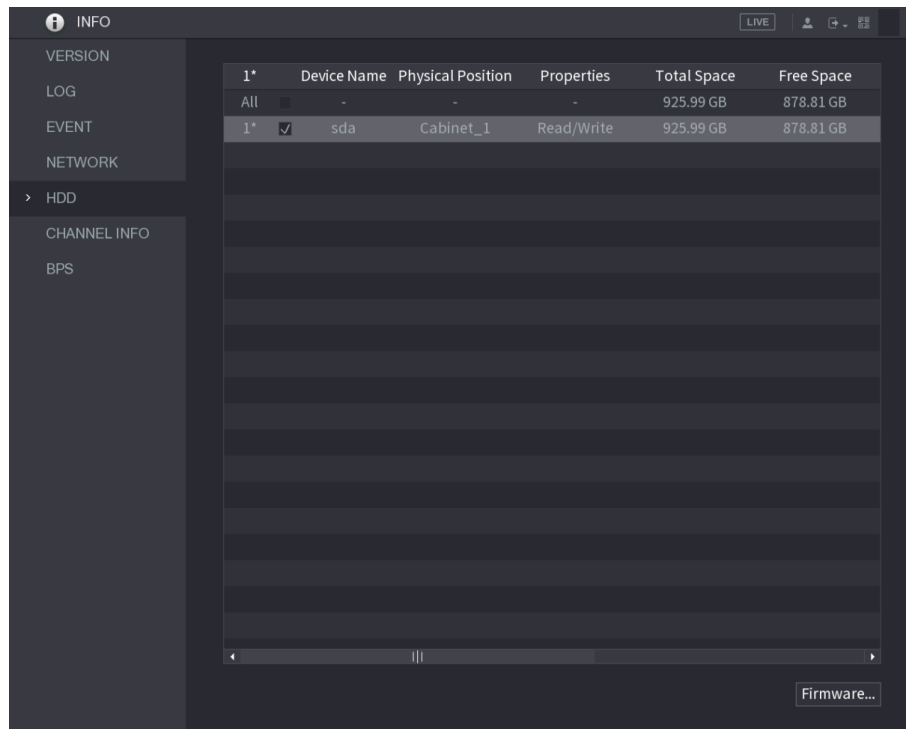 INFO
LIVE
VERSION
LOG
EVENT
NETWORK
HDD
CHANNEL INFO
BPS
1* Device Name Physical Position Properties Total Space Free Space
All - - - 925.99 GB 878.81 GB
1* sda Cabinet_1 Read/Write 925.99 GB 878.81 GB
Firmware...